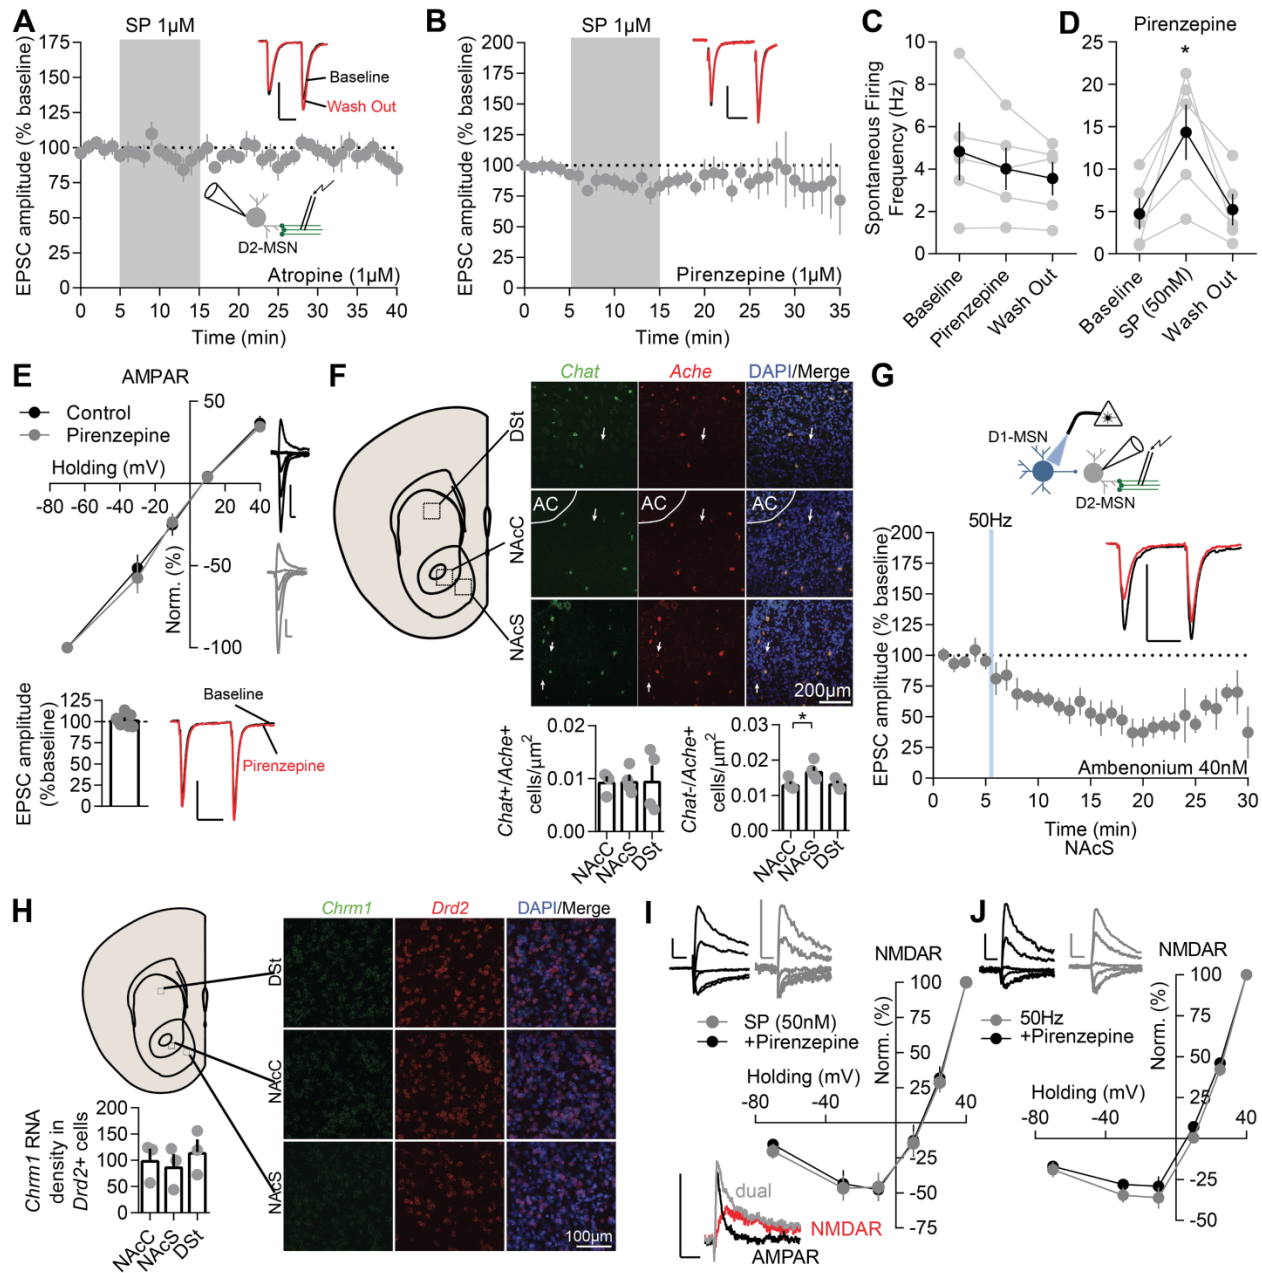 A
SP 1µM
EPSC amplitude (% baseline)
175
150
125
100
75
50
25
0
Baseline
Wash Out
D2-MSN
Atropine (1µM)
0 5 10 15 20 25 30 35 40
Time (min)
B
SP 1µM
EPSC amplitude (% baseline)
200
175
150
125
100
75
50
25
0
Pirenzepine (1µM)
0 5 10 15 20 25 30 35
Time (min)
C
Spontaneous Firing
Frequency (Hz)
10
8
6
4
2
0
Baseline
Pirenzepine
Wash Out
D
Pirenzepine
*
25
20
15
10
5
0
Baseline
SP (50nM)
Wash Out
E
AMPAR
Control
Pirenzepine
Holding (mV)
-80 -60 -40 -20 20 40
50
-50
-100
Norm. (%)
EPSC amplitude
(%baseline)
125
100
75
50
25
0
Baseline
Pirenzepine
F
Chat
Ache
DAPI/Merge
DSt
NAcC
NAcS
AC
AC
AC
200µm
Chat+/Ache+
cells/µm²
0.02
0.01
0.00
NAcC
NAcS
DSt
Chat-/Ache+
cells/µm²
0.03
0.02
0.01
0.00
*
NAcC
NAcS
DSt
G
D1-MSN
D2-MSN
50Hz
EPSC amplitude (% baseline)
200
175
150
125
100
75
50
25
0
Ambenonium 40nM
0 5 10 15 20 25 30
Time (min)
NAcS
H
Chrm1
Drd2
DAPI/Merge
DSt
NAcC
NAcS
100µm
Chrm1 RNA
density in
Drd2+ cells
200
150
100
50
0
NAcC
NAcS
DSt
I
NMDAR
SP (50nM)
+Pirenzepine
Holding (mV)
-80 -40 40
Norm. (%)
100
75
50
25
-25
-50
-75
dual
NMDAR
AMPAR
J
NMDAR
50Hz
+Pirenzepine
Holding (mV)
-80 -40 40
Norm. (%)
100
50
25
-25
-50